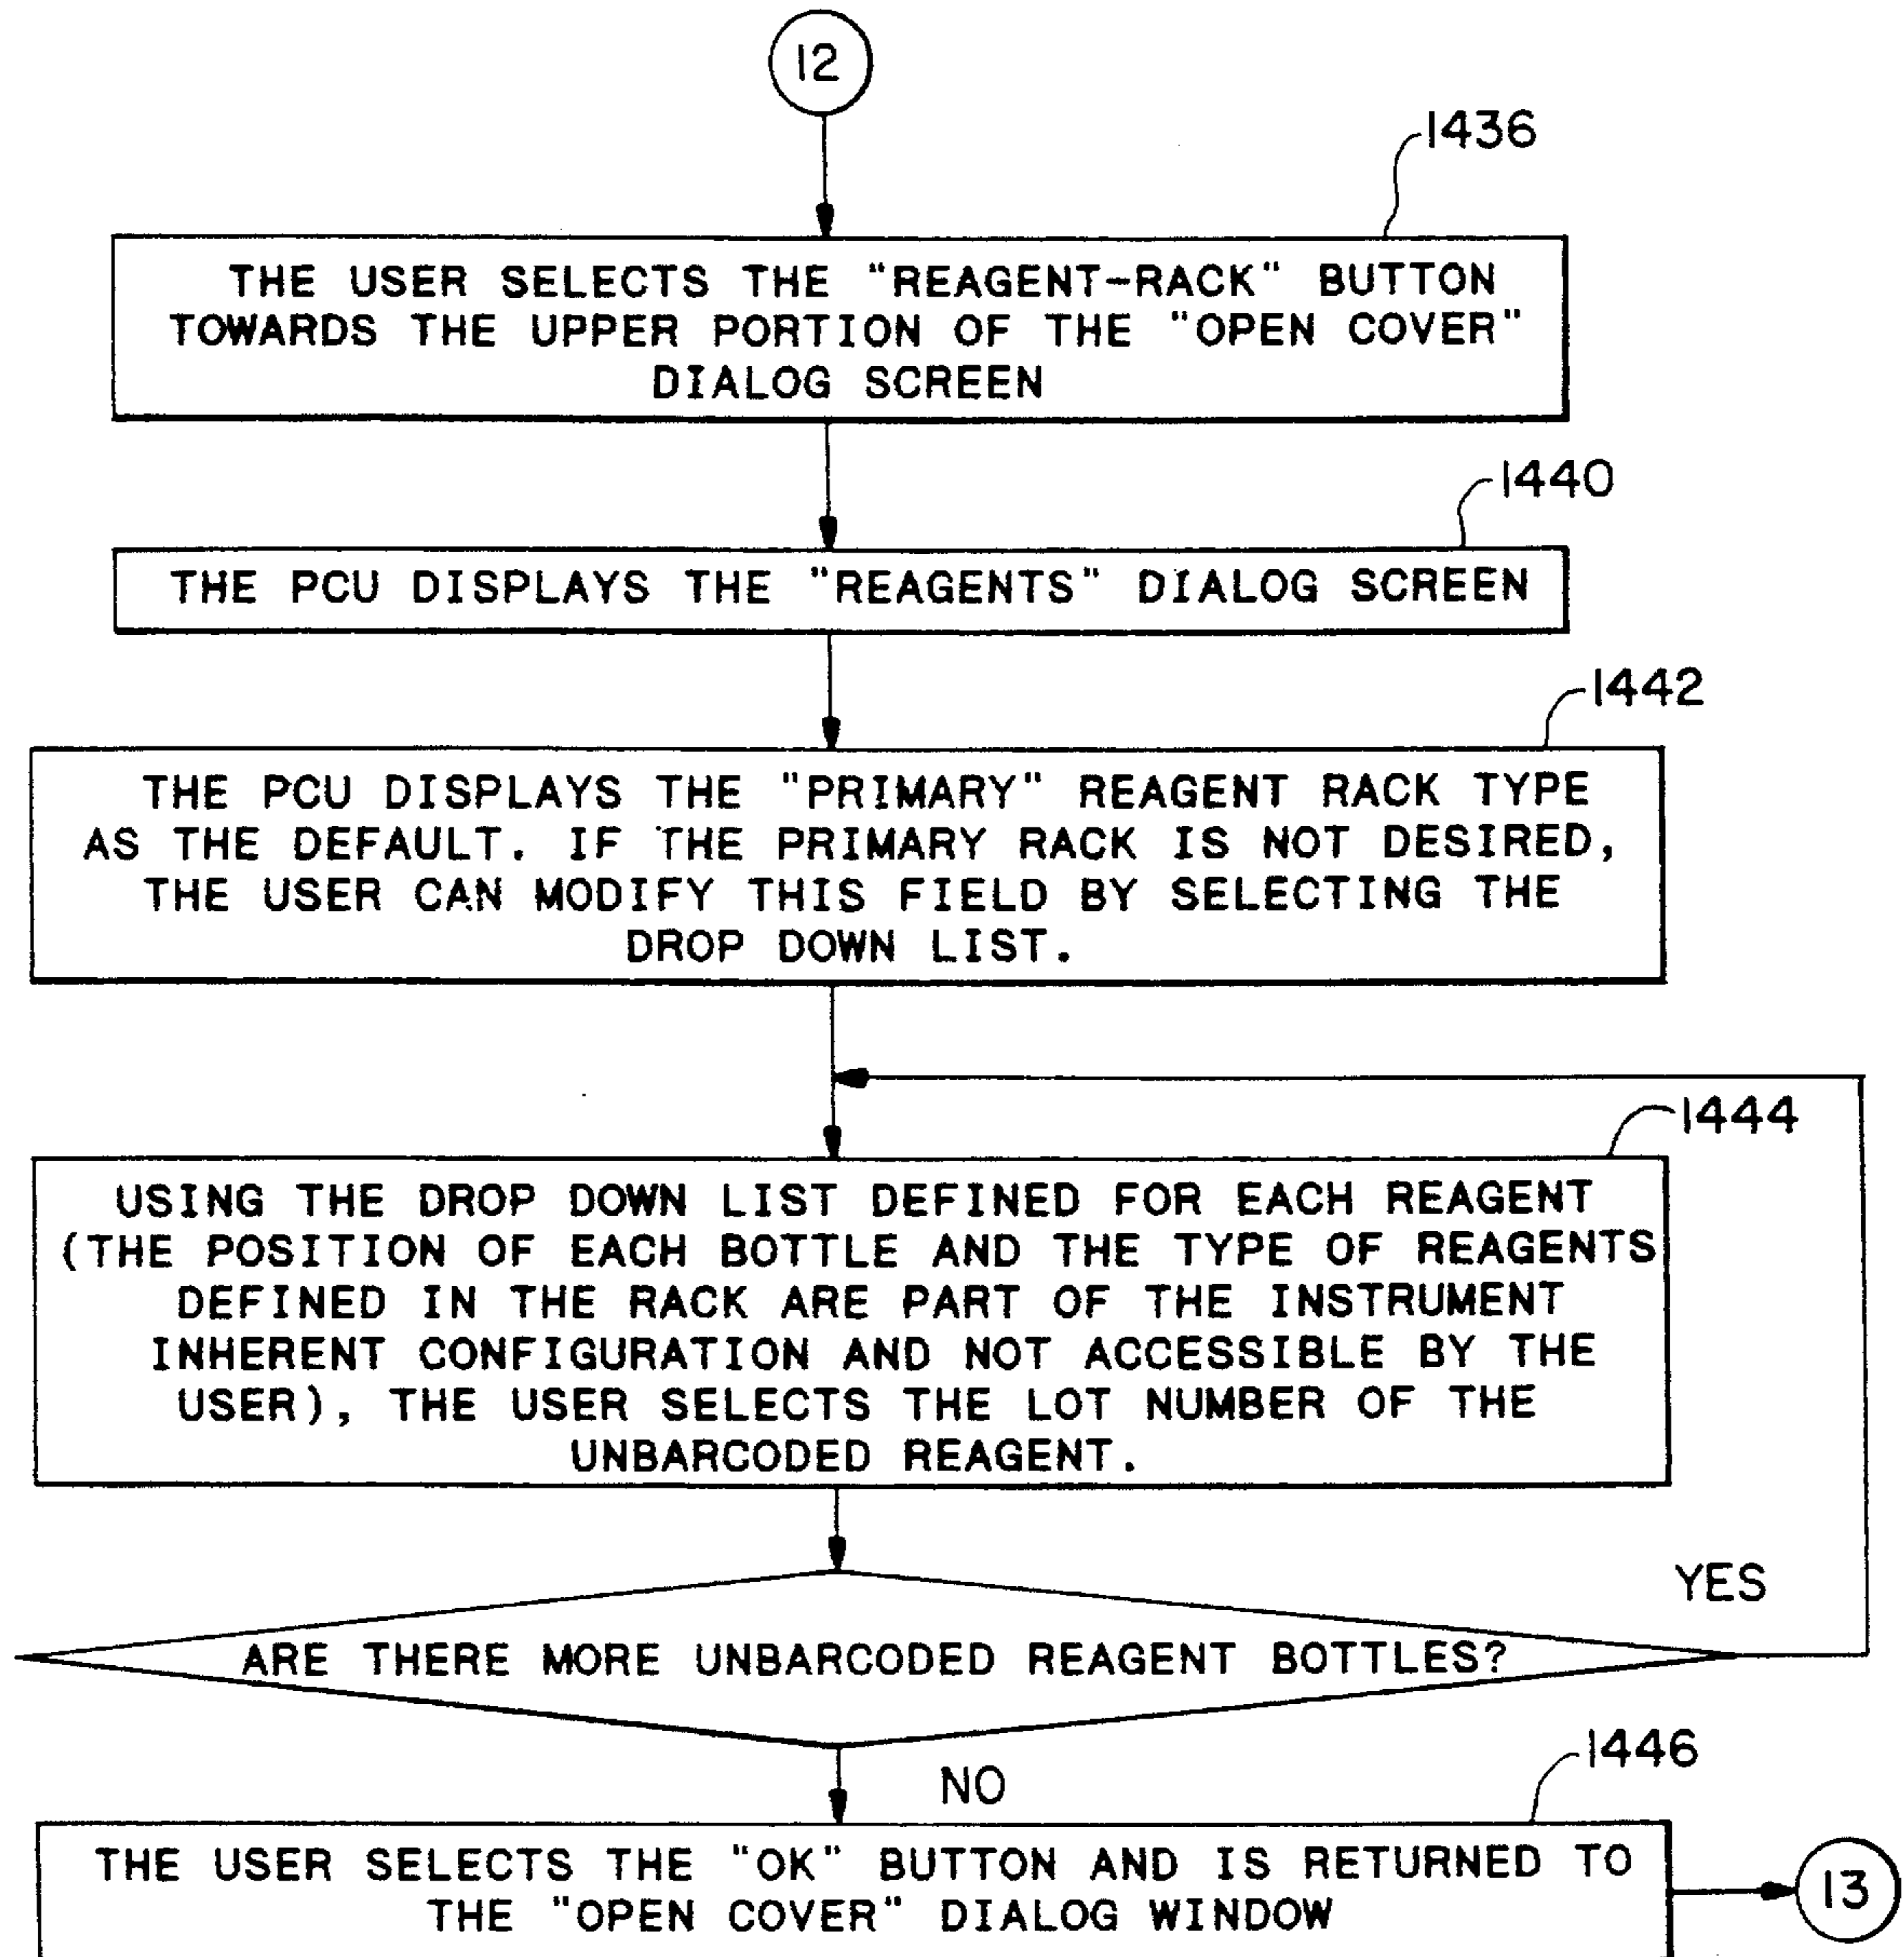 12
1436
THE USER SELECTS THE "REAGENT-RACK" BUTTON
TOWARDS THE UPPER PORTION OF THE "OPEN COVER"
DIALOG SCREEN
1440
THE PCU DISPLAYS THE "REAGENTS" DIALOG SCREEN
1442
THE PCU DISPLAYS THE "PRIMARY" REAGENT RACK TYPE
AS THE DEFAULT. IF THE PRIMARY RACK IS NOT DESIRED,
THE USER CAN MODIFY THIS FIELD BY SELECTING THE
DROP DOWN LIST.
1444
USING THE DROP DOWN LIST DEFINED FOR EACH REAGENT
(THE POSITION OF EACH BOTTLE AND THE TYPE OF REAGENTS
DEFINED IN THE RACK ARE PART OF THE INSTRUMENT
INHERENT CONFIGURATION AND NOT ACCESSIBLE BY THE
USER), THE USER SELECTS THE LOT NUMBER OF THE
UNBARCODED REAGENT.
YES
ARE THERE MORE UNBARCODED REAGENT BOTTLES?
NO
1446
THE USER SELECTS THE "OK" BUTTON AND IS RETURNED TO
THE "OPEN COVER" DIALOG WINDOW
13